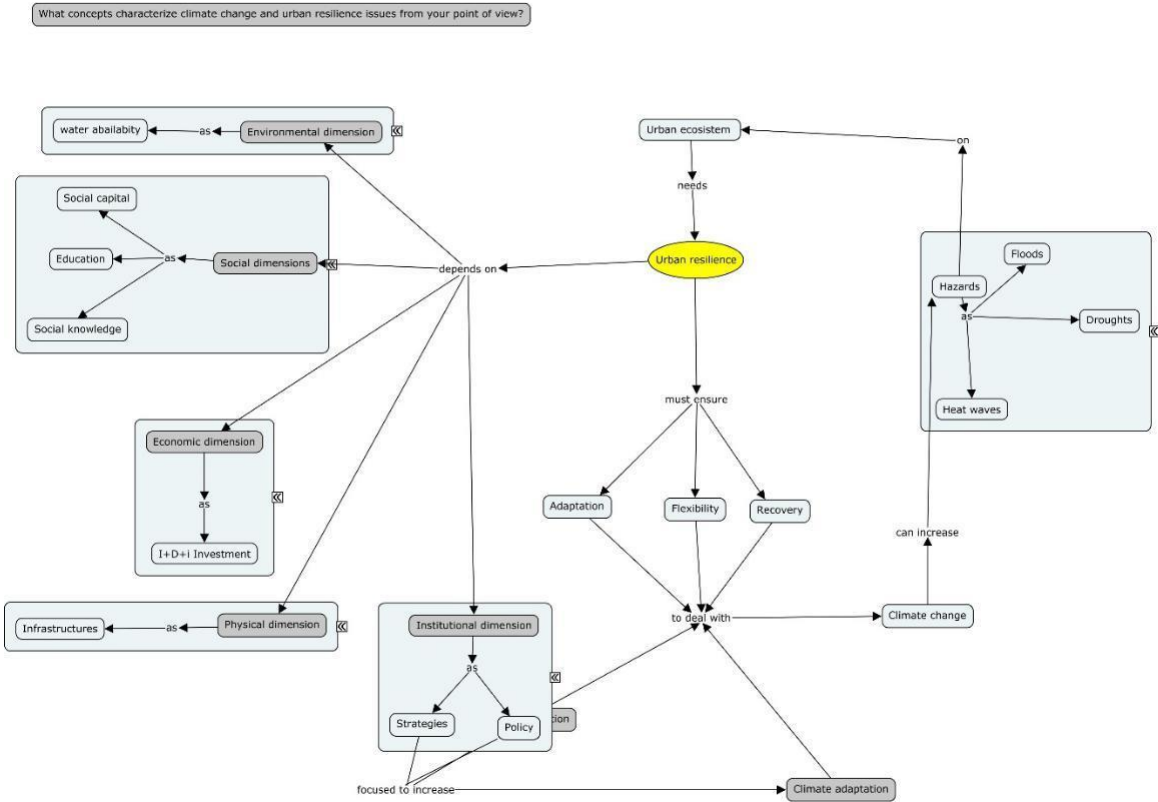 What concepts characterize climate change and urban resilience issues from your point of view?
water abailabity
as
Environmental dimension
Urban ecosistem
on
needs
Social capital
Education
as
Social dimensions
Social knowledge
depends on
Urban resilience
Floods
Hazards
as
Droughts
Heat waves
must ensure
Economic dimension
as
I+D+i Investment
Adaptation
Flexibility
Recovery
can increase
Infrastructures
as
Physical dimension
Institutional dimension
as
Strategies
Policy
to deal with
Climate change
focused to increase
Climate adaptation